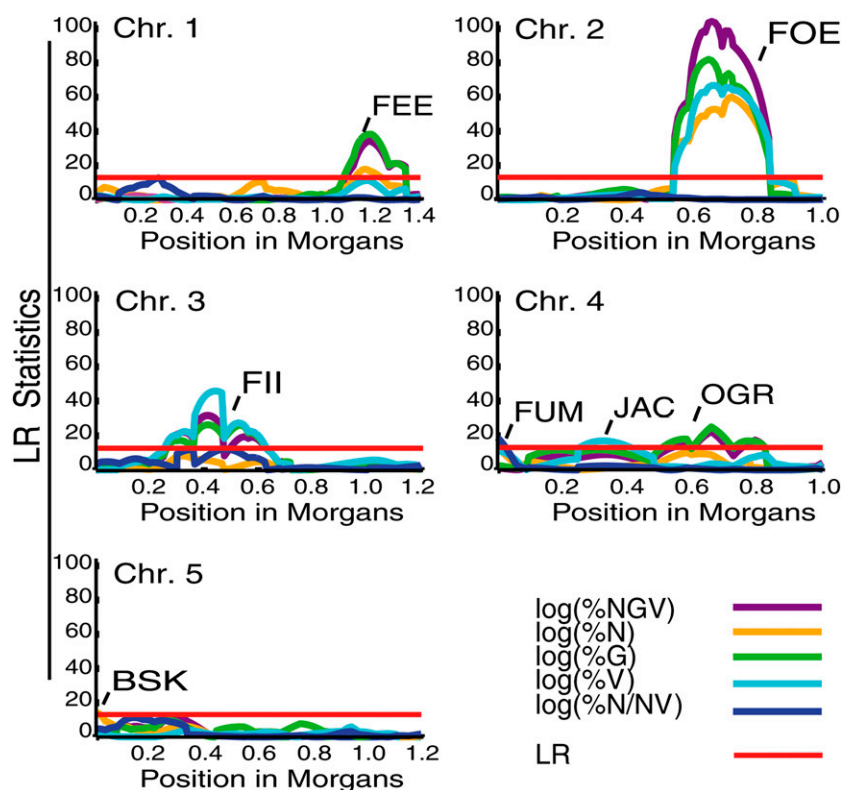 LR Statistics
Chr. 1
100
80
60
40
20
0
FEE
0.2 0.4 0.6 0.8 1.0 1.2 1.4
Position in Morgans
Chr. 2
100
80
60
40
20
0
FOE
0.2 0.4 0.6 0.8 1.0
Position in Morgans
Chr. 3
100
80
60
40
20
0
FII
0.2 0.4 0.6 0.8 1.0 1.2
Position in Morgans
Chr. 4
100
80
60
40
20
0
FUM JAC OGR
0.2 0.4 0.6 0.8 1.0
Position in Morgans
Chr. 5
100
80
60
40
20
0
BSK
0.2 0.4 0.6 0.8 1.0 1.2
Position in Morgans
log(%NGV)
log(%N)
log(%G)
log(%V)
log(%N/NV)
LR